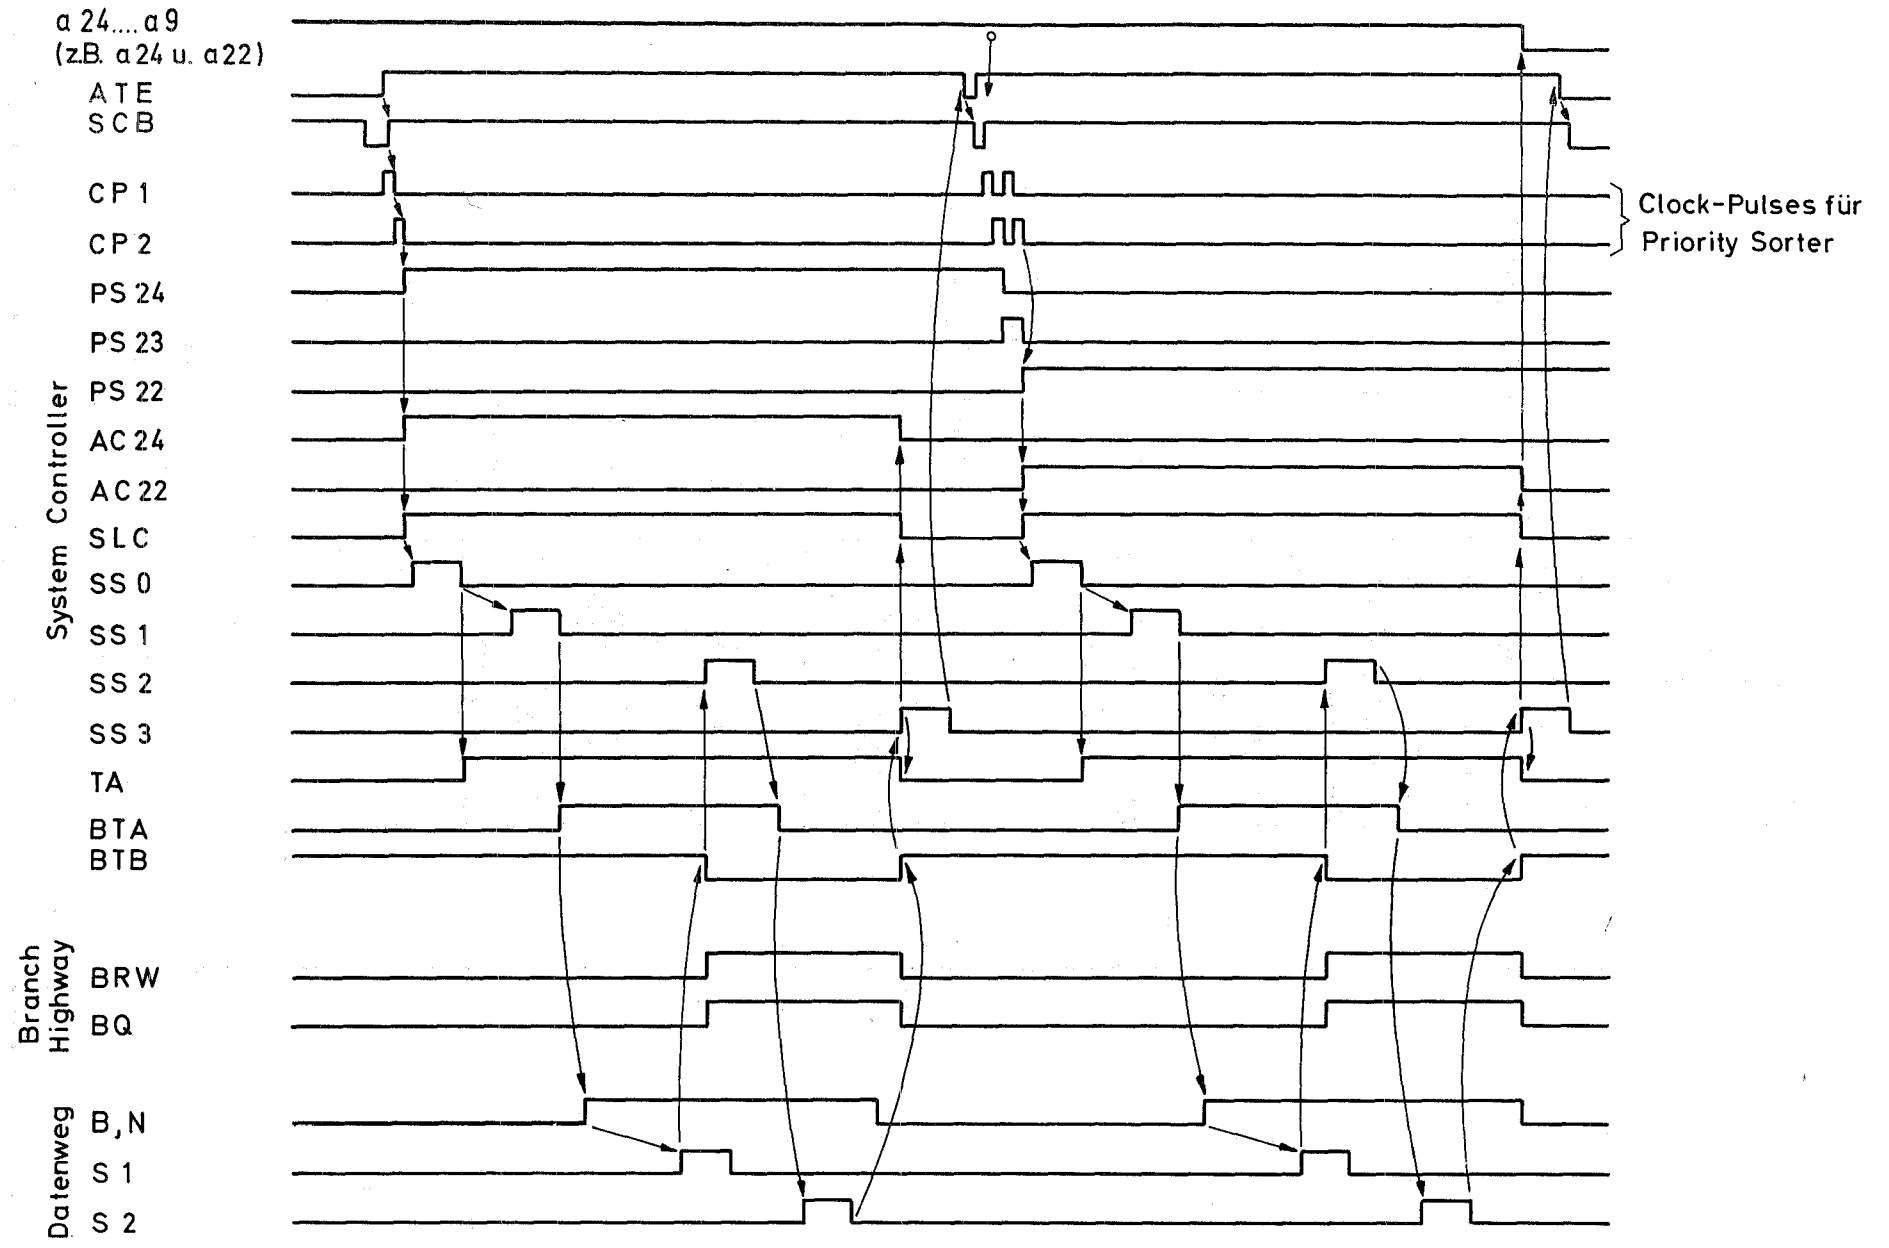 a 24....a 9
(z.B. a 24 u. a 22)
ATE
SCB
CP 1
CP 2
Clock-Pulses für
Priority Sorter
PS 24
PS 23
PS 22
AC 24
AC 22
SLC
SS 0
SS 1
SS 2
SS 3
TA
BTA
BTB
System Controller
BRW
BQ
Branch
Highway
B,N
S 1
S 2
Datenweg